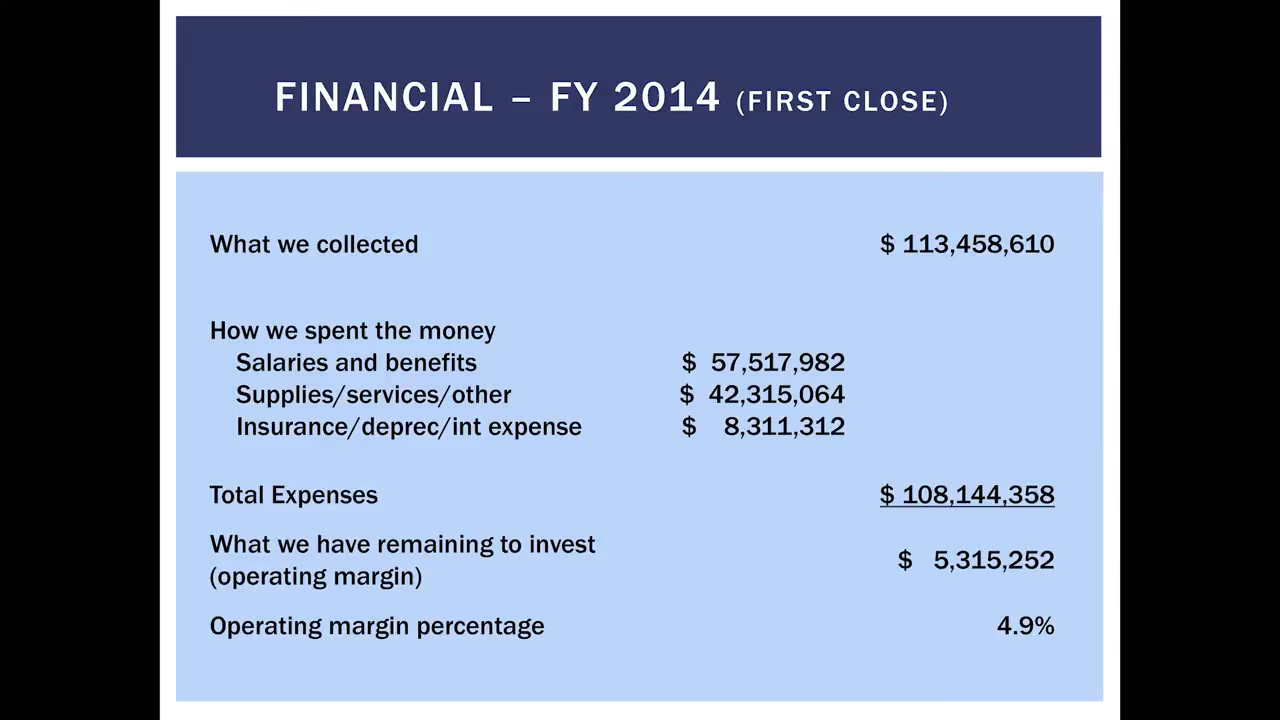 FINANCIAL – FY 2014 (FIRST CLOSE)
What we collected $ 113,458,610
How we spent the money
Salaries and benefits $ 57,517,982
Supplies/services/other $ 42,315,064
Insurance/deprec/int expense $ 8,311,312
Total Expenses $ 108,144,358
What we have remaining to invest
(operating margin) $ 5,315,252
Operating margin percentage 4.9%